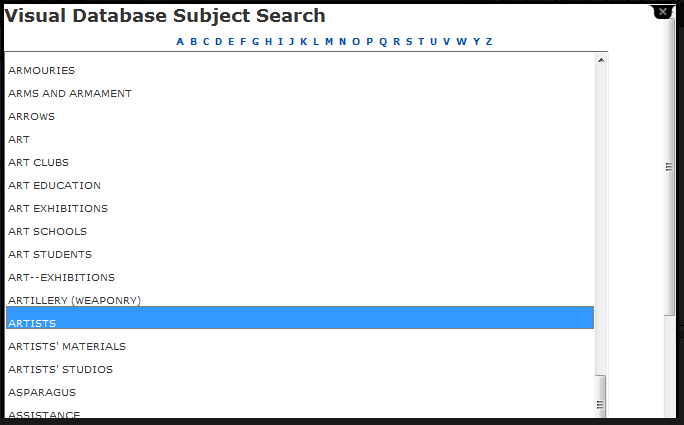 Visual Database Subject Search
A B C D E F G H I J K L M N O P Q R S T U V W Y Z
ARMOURIES
ARMS AND ARMAMENT
ARROWS
ART
ART CLUBS
ART EDUCATION
ART EXHIBITIONS
ART SCHOOLS
ART STUDENTS
ART--EXHIBITIONS
ARTILLERY (WEAPONRY)
ARTISTS
ARTISTS' MATERIALS
ARTISTS' STUDIOS
ASPARAGUS
ASSISTANCE